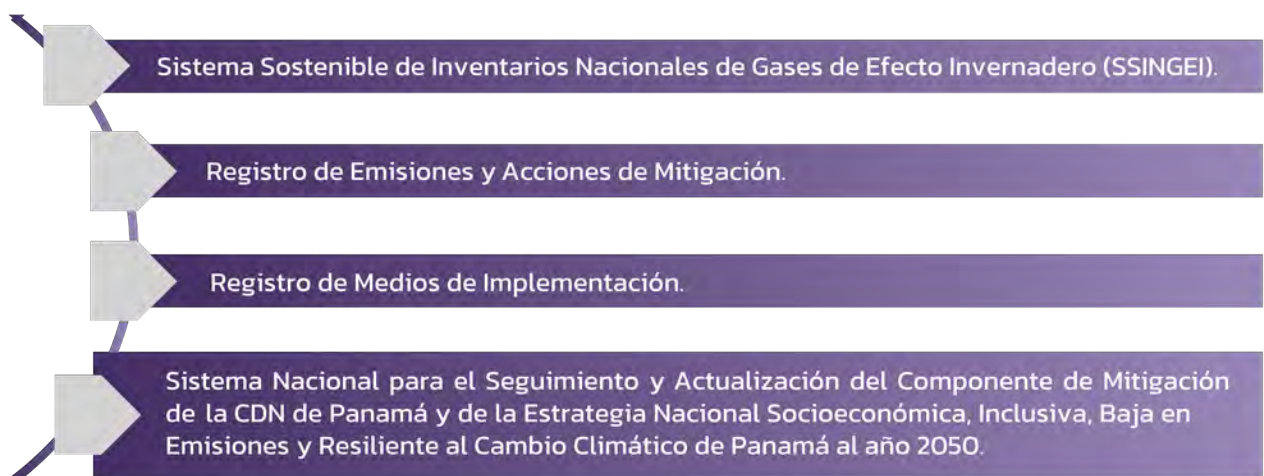 Sistema Sostenible de Inventarios Nacionales de Gases de Efecto Invernadero (SSINGEI).
Registro de Emisiones y Acciones de Mitigación.
Registro de Medios de Implementación.
Sistema Nacional para el Seguimiento y Actualización del Componente de Mitigación
de la CDN de Panamá y de la Estrategia Nacional Socioeconómica, Inclusiva, Baja en
Emisiones y Resiliente al Cambio Climático de Panamá al año 2050.